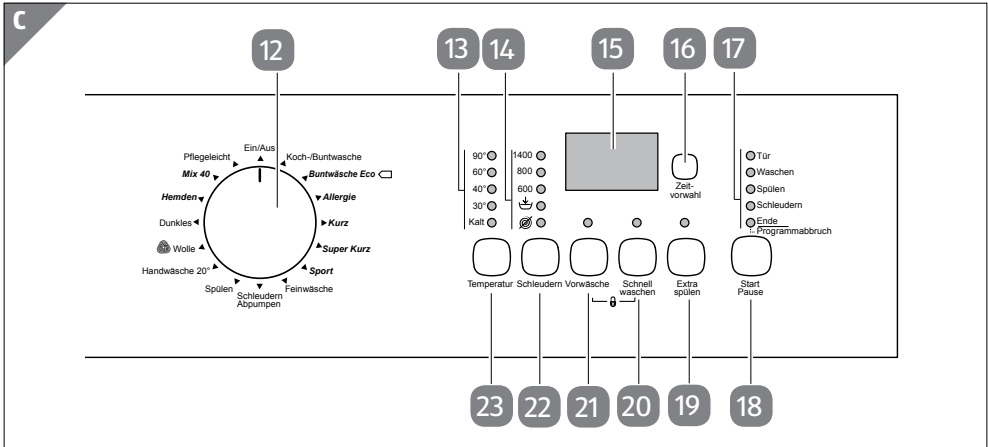 C
12
13
14
15
16
17
Ein/Aus
Pflegeleicht
Koch-/Buntwasche
Mix 40
Buntwäsche Eco
Hemden
Allergie
Dunkles
Kurz
Wolle
Super Kurz
Handwäsche 20°
Sport
Spülen
Feinwäsche
Schleudern
Abpumpen
90°
1400
60°
800
40°
600
30°
Kalt
Zeit-
vorwahl
Tür
Waschen
Spülen
Schleudern
Ende
Programmabbruch
Temperatur
Schleudern
Vorwäsche
Schnell
waschen
Extra
spülen
Start
Pause
23
22
21
20
19
18